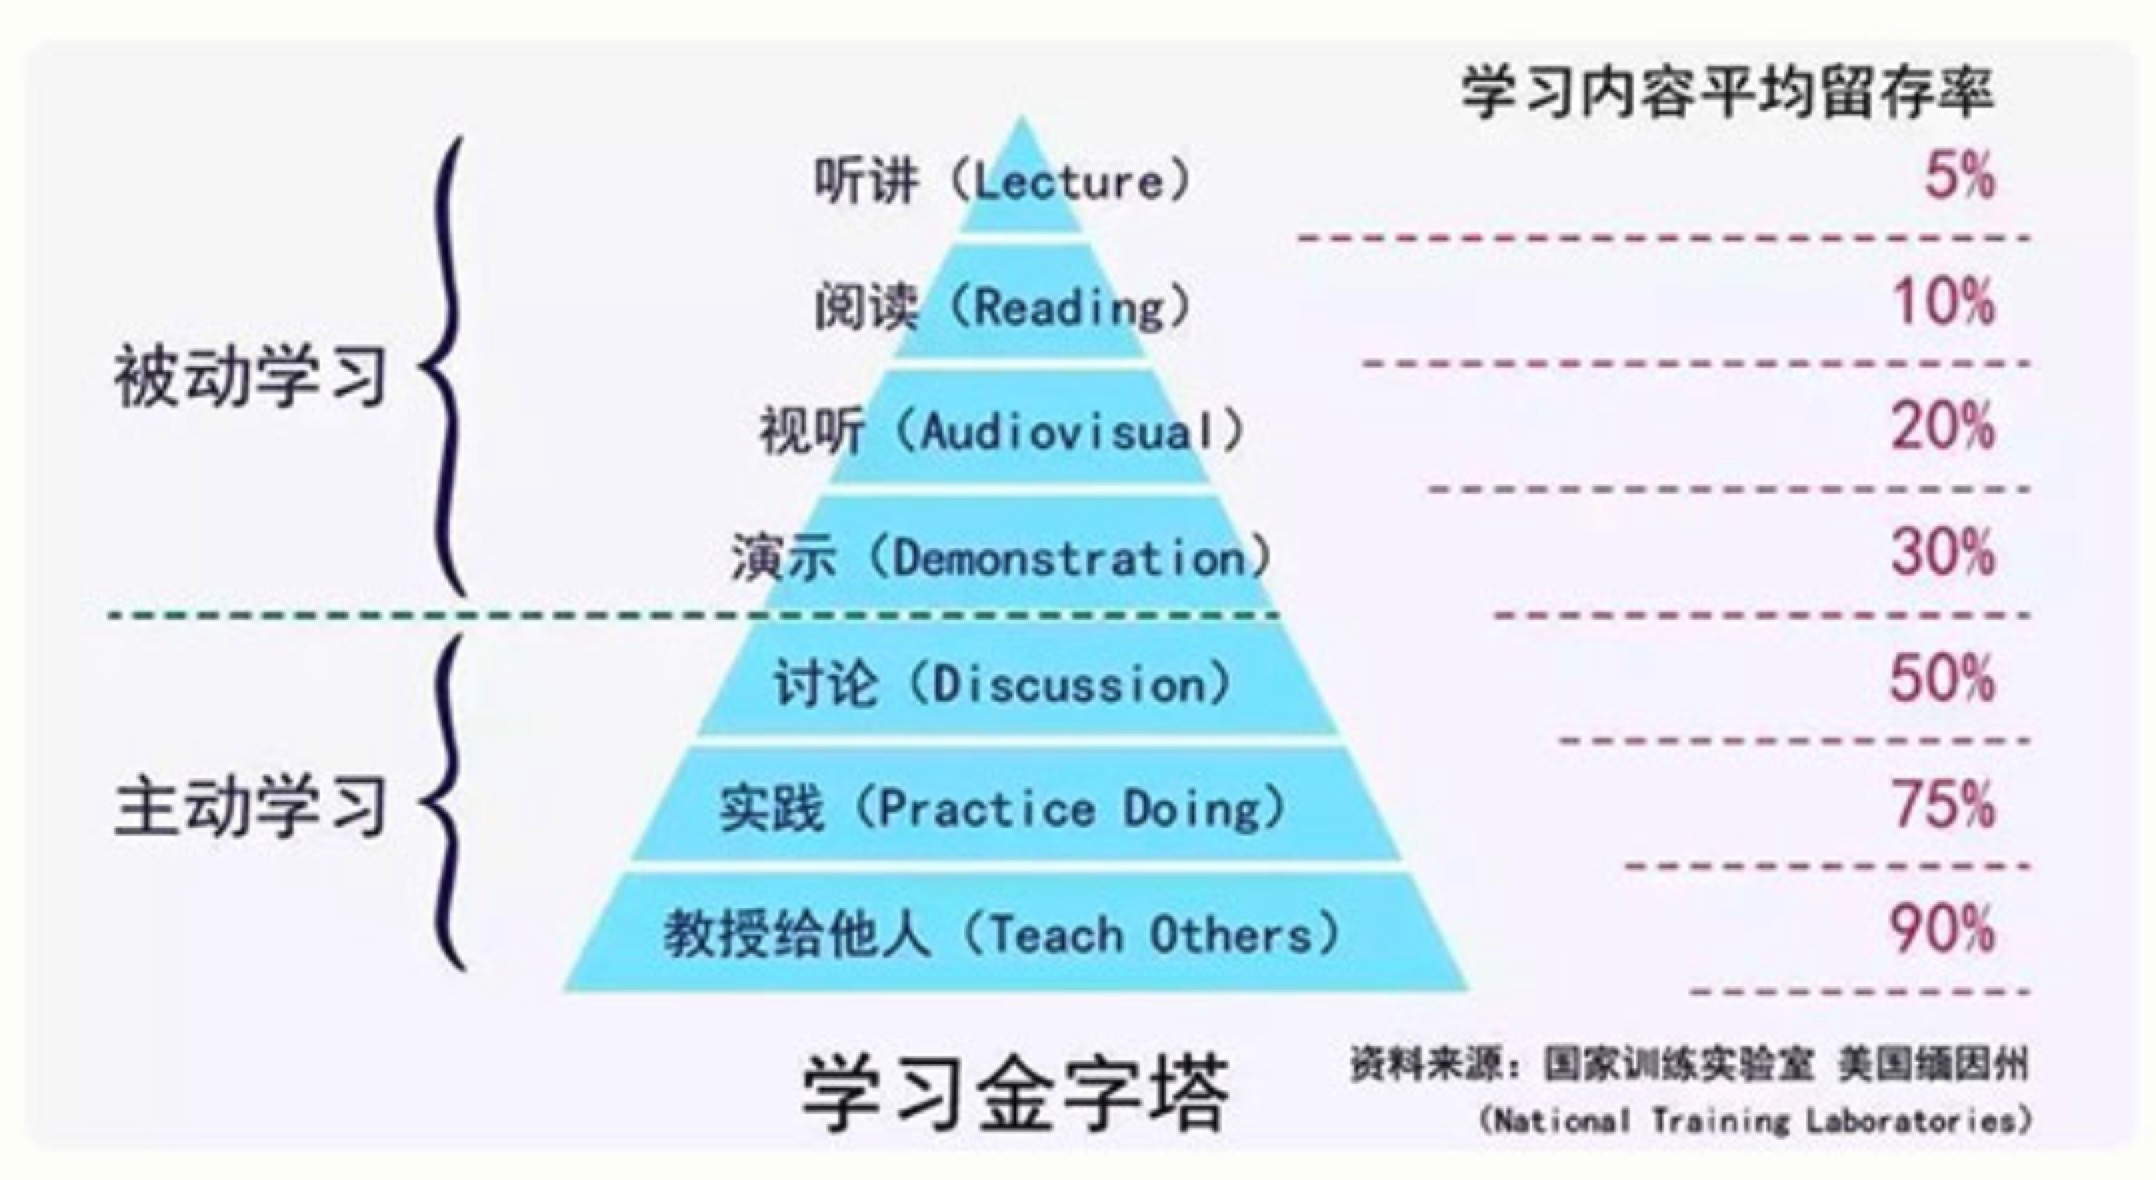 学习内容平均留存率
听讲（Lecture） 5%
阅读（Reading） 10%
被动学习
视听（Audiovisual） 20%
演示（Demonstration） 30%
讨论（Discussion） 50%
主动学习
实践（Practice Doing） 75%
教授给他人（Teach Others） 90%
学习金字塔
资料来源：国家训练实验室 美国缅因州
（National Training Laboratories）